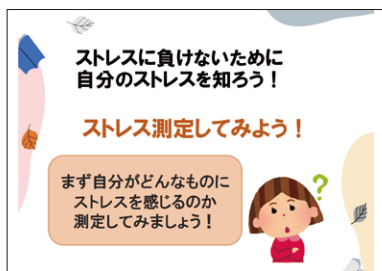 ストレスに負けないために
自分のストレスを知ろう！
ストレス測定してみよう！
まず自分がどんなものに
ストレスを感じるのか
測定してみましょう！
?